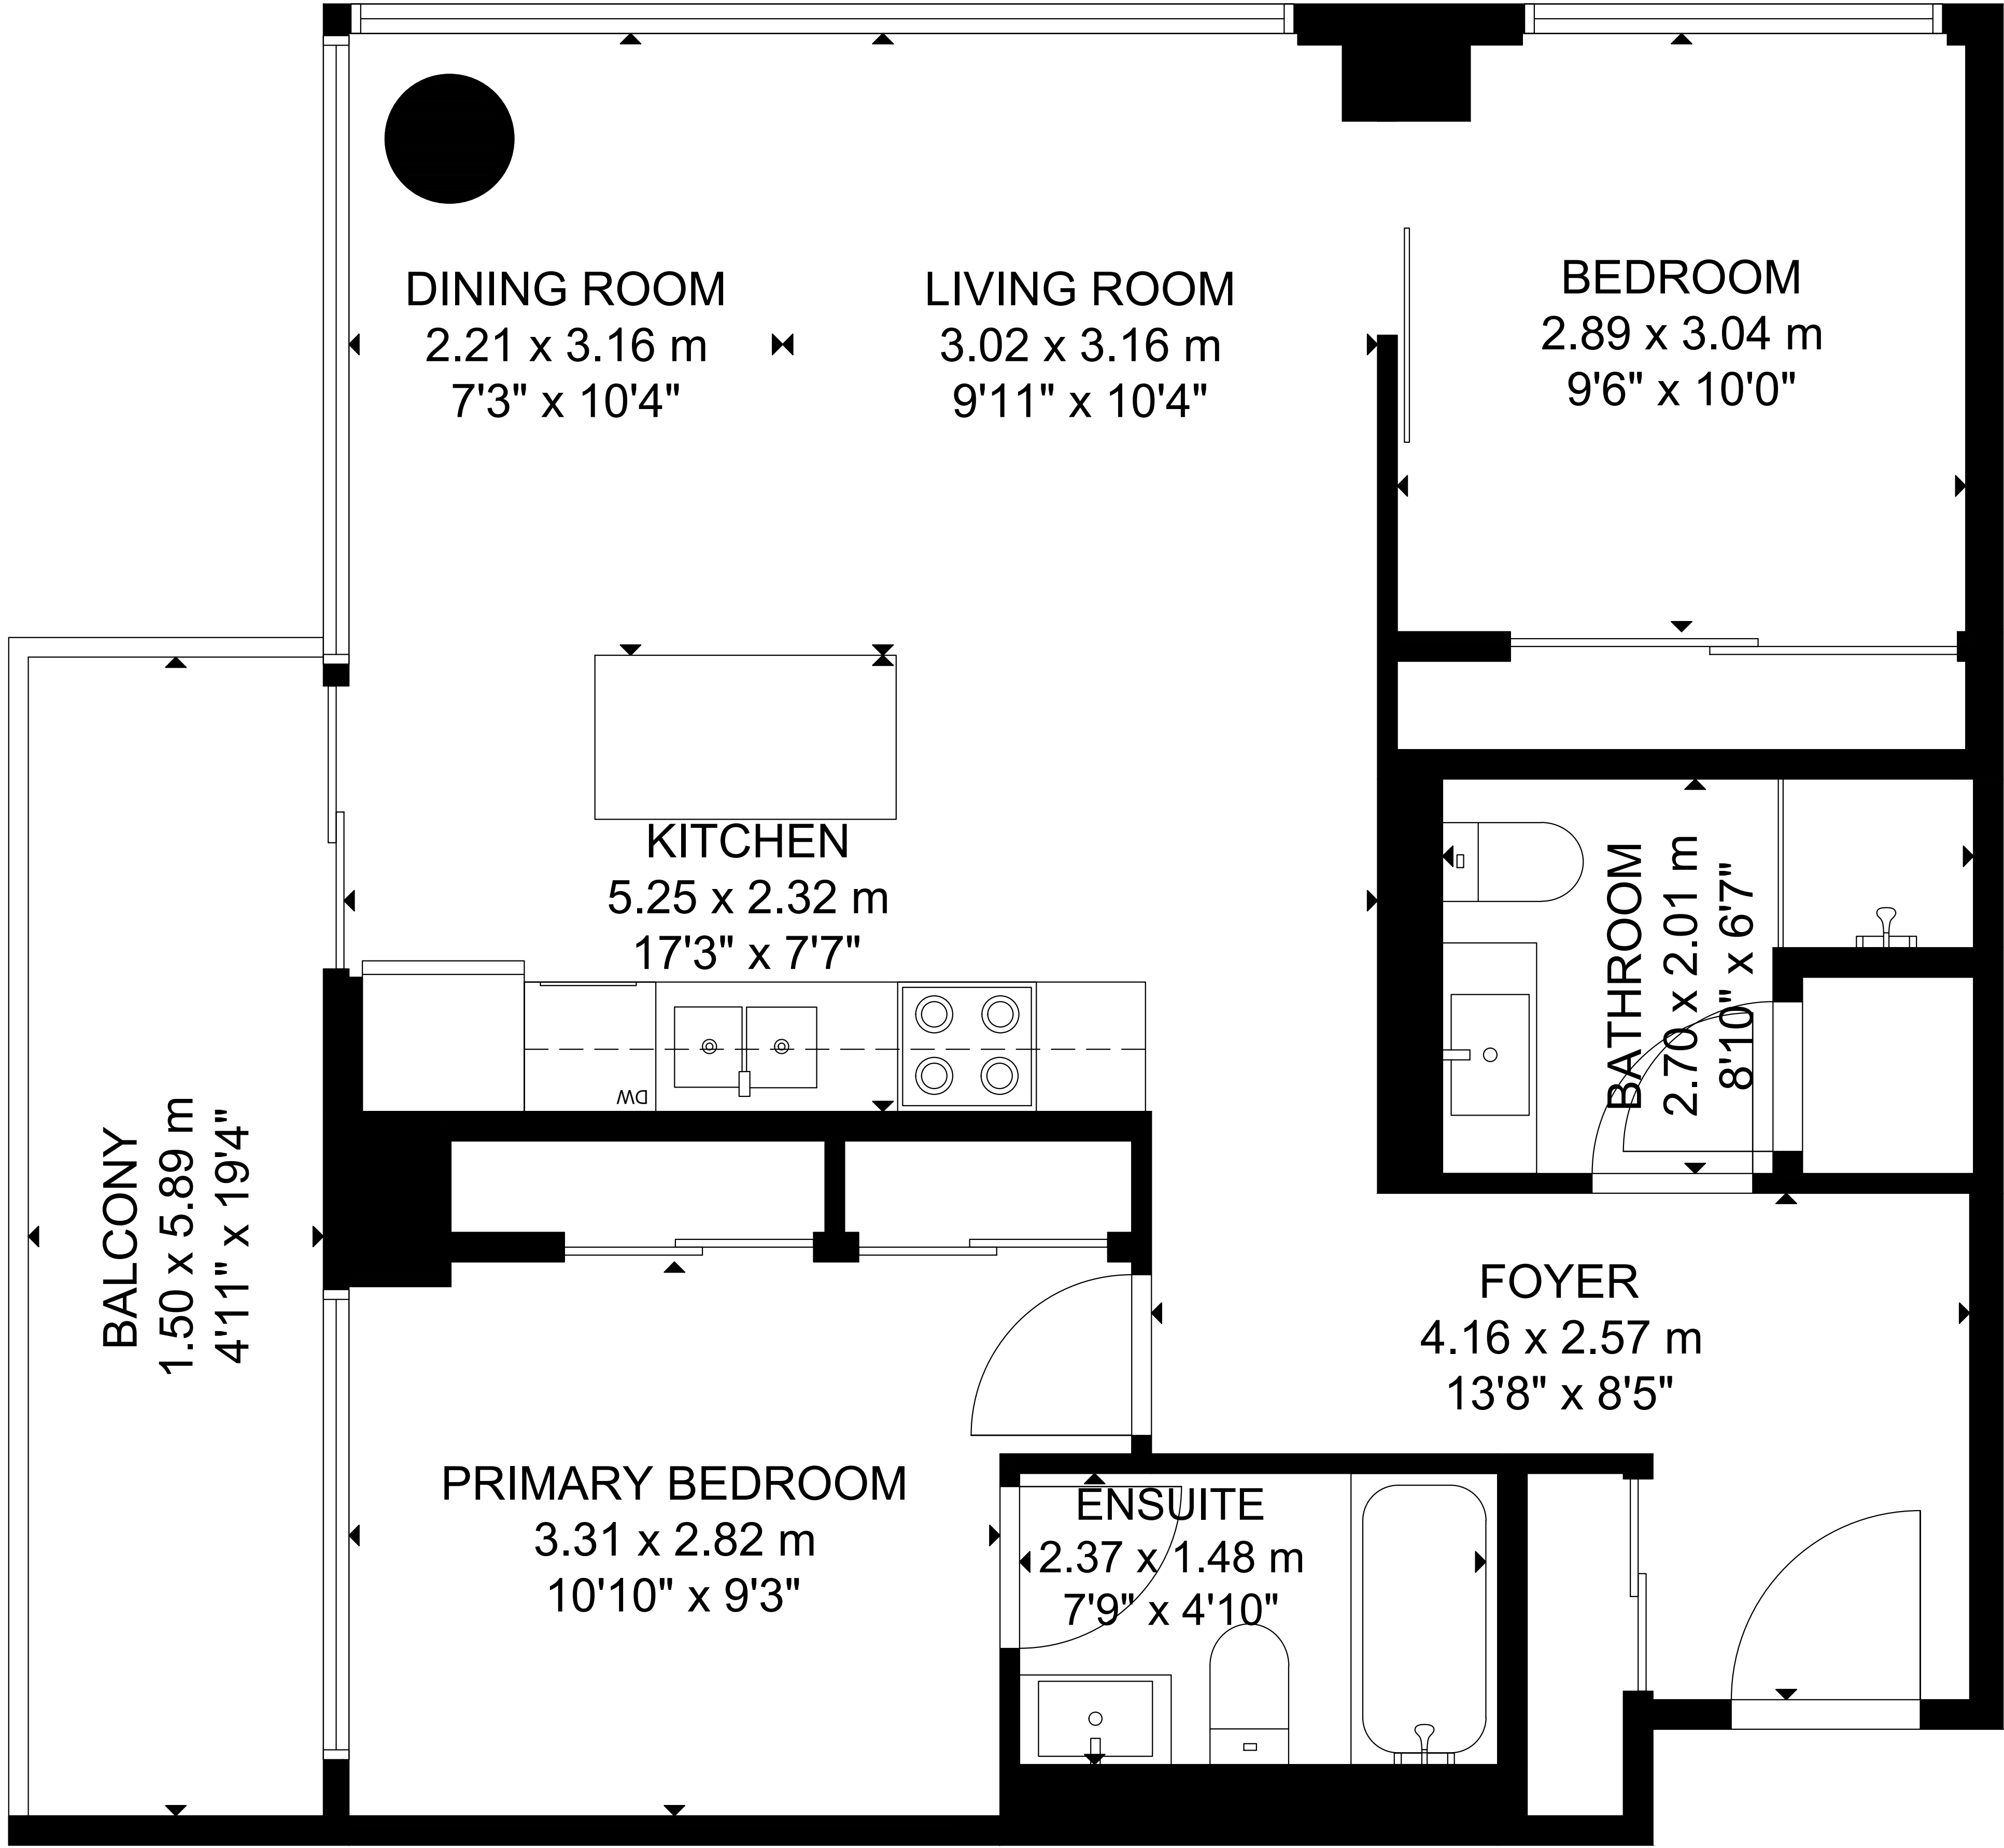 DINING ROOM
2.21 x 3.16 m
7'3" x 10'4"
LIVING ROOM
3.02 x 3.16 m
9'11" x 10'4"
BEDROOM
2.89 x 3.04 m
9'6" x 10'0"
KITCHEN
5.25 x 2.32 m
17'3" x 7'7"
DW
BATHROOM
2.70 x 2.01 m
8'10" x 6'7"
BALCONY
1.50 x 5.89 m
4'11" x 19'4"
FOYER
4.16 x 2.57 m
13'8" x 8'5"
PRIMARY BEDROOM
3.31 x 2.82 m
10'10" x 9'3"
ENSUITE
2.37 x 1.48 m
7'9" x 4'10"